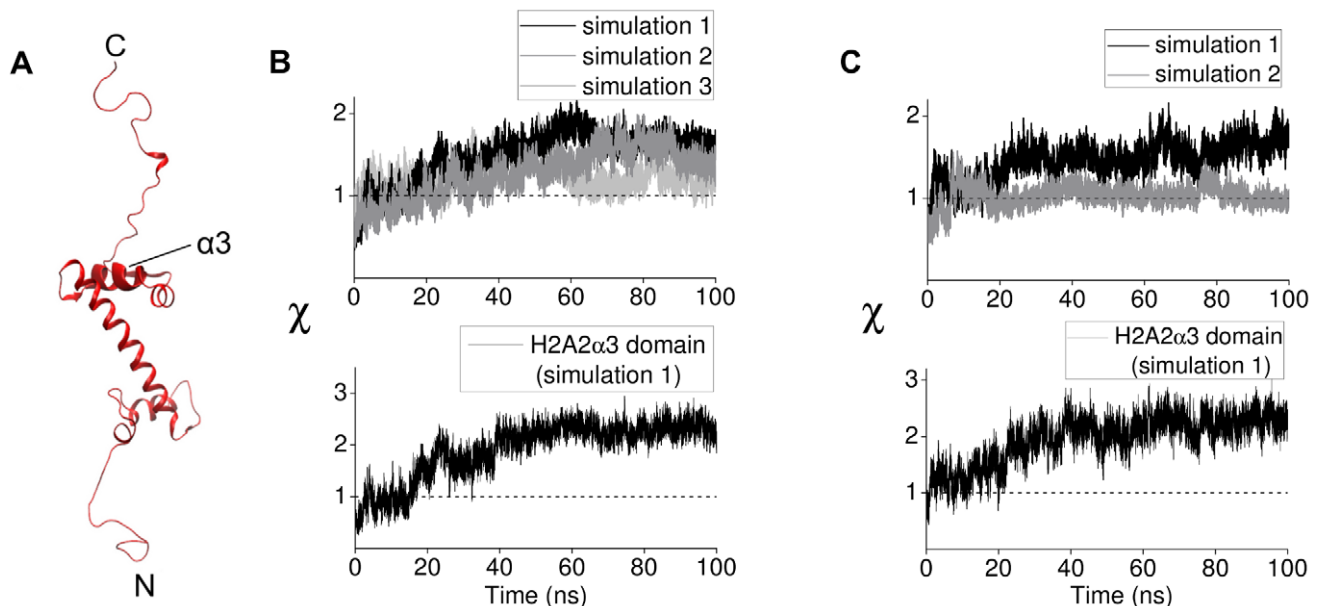 A
C
α3
N
B
simulation 1
simulation 2
simulation 3
2
1
0 20 40 60 80 100
χ
H2A2α3 domain
(simulation 1)
3
2
1
0 20 40 60 80 100
Time (ns)
C
simulation 1
simulation 2
2
1
0 20 40 60 80 100
χ
H2A2α3 domain
(simulation 1)
3
2
1
0 20 40 60 80 100
Time (ns)